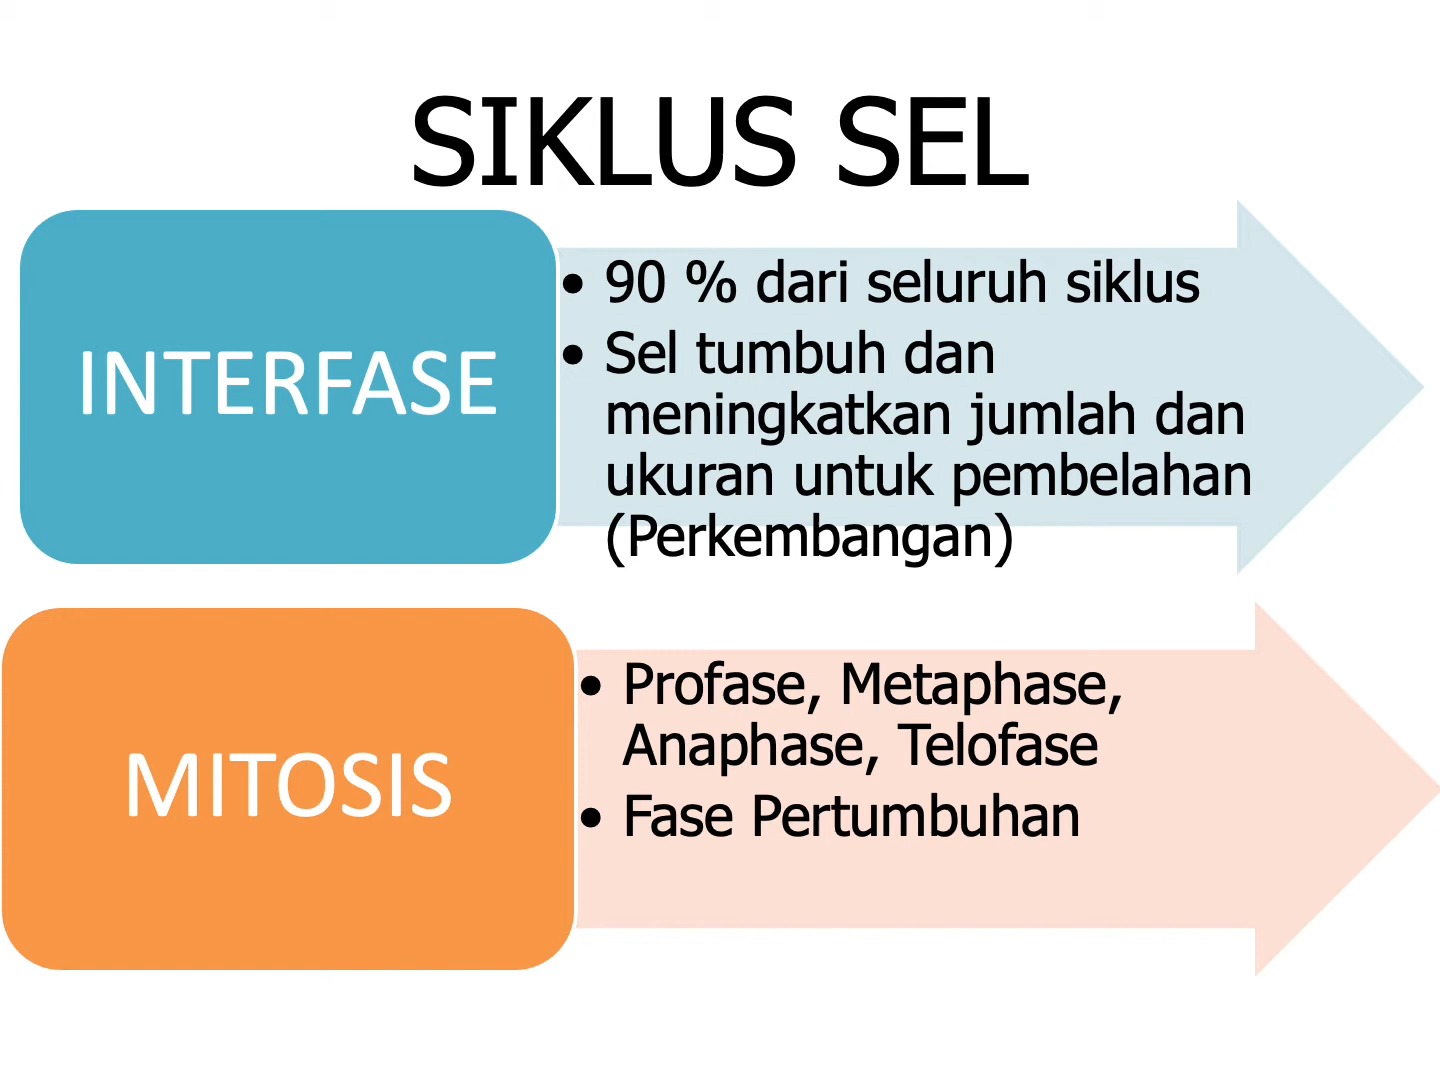 SIKLUS SEL
INTERFASE
• 90 % dari seluruh siklus
• Sel tumbuh dan
meningkatkan jumlah dan
ukuran untuk pembelahan
(Perkembangan)
MITOSIS
• Profase, Metaphase,
Anaphase, Telofase
• Fase Pertumbuhan